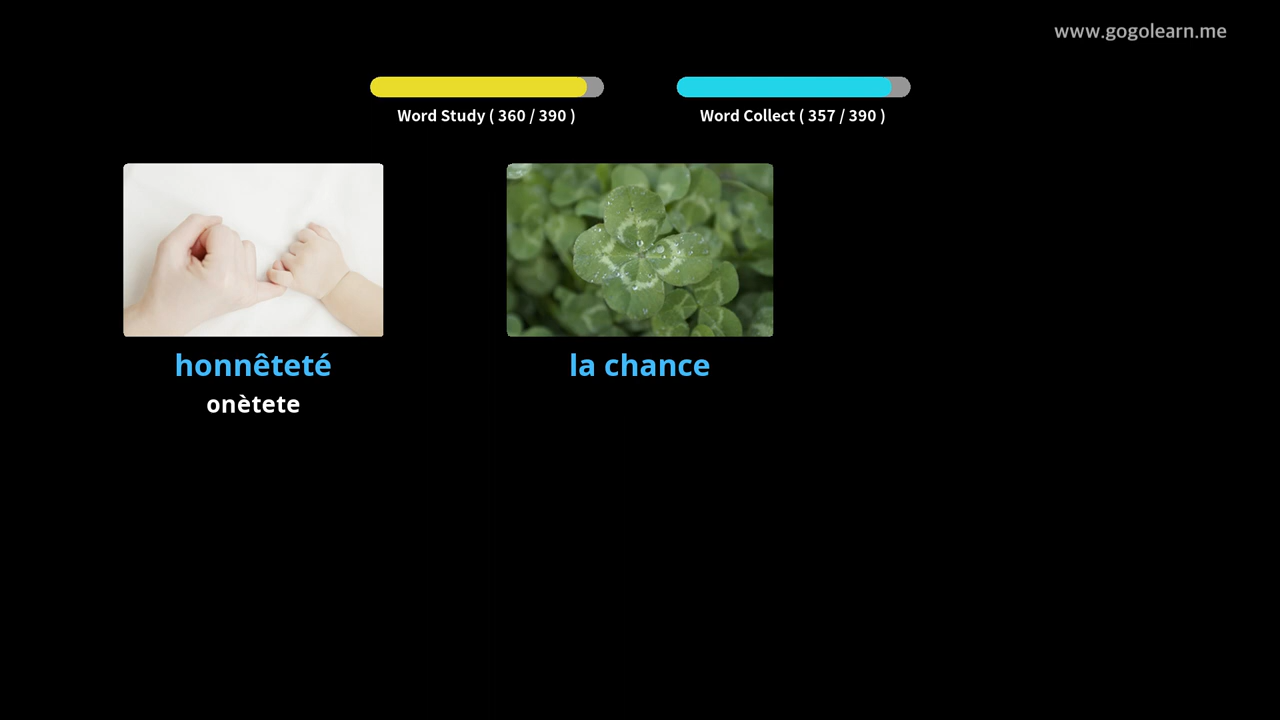 www.gogolearn.me
Word Study ( 360 / 390 )
Word Collect ( 357 / 390 )
honnêteté
la chance
onètete